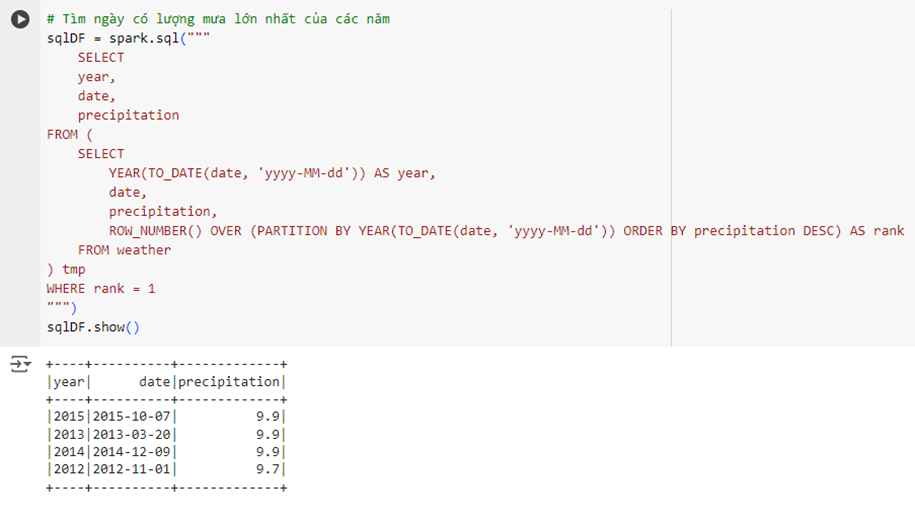 # Tìm ngày có lượng mưa lớn nhất của các năm
sqlDF = spark.sql("""
    SELECT
    year,
    date,
    precipitation
FROM (
    SELECT
        YEAR(TO_DATE(date, 'yyyy-MM-dd')) AS year,
        date,
        precipitation,
        ROW_NUMBER() OVER (PARTITION BY YEAR(TO_DATE(date, 'yyyy-MM-dd')) ORDER BY precipitation DESC) AS rank
    FROM weather
) tmp
WHERE rank = 1
""")
sqlDF.show()
+----+----------+-------------+
|year|      date|precipitation|
+----+----------+-------------+
|2015|2015-10-07|          9.9|
|2013|2013-03-20|          9.9|
|2014|2014-12-09|          9.9|
|2012|2012-11-01|          9.7|
+----+----------+-------------+